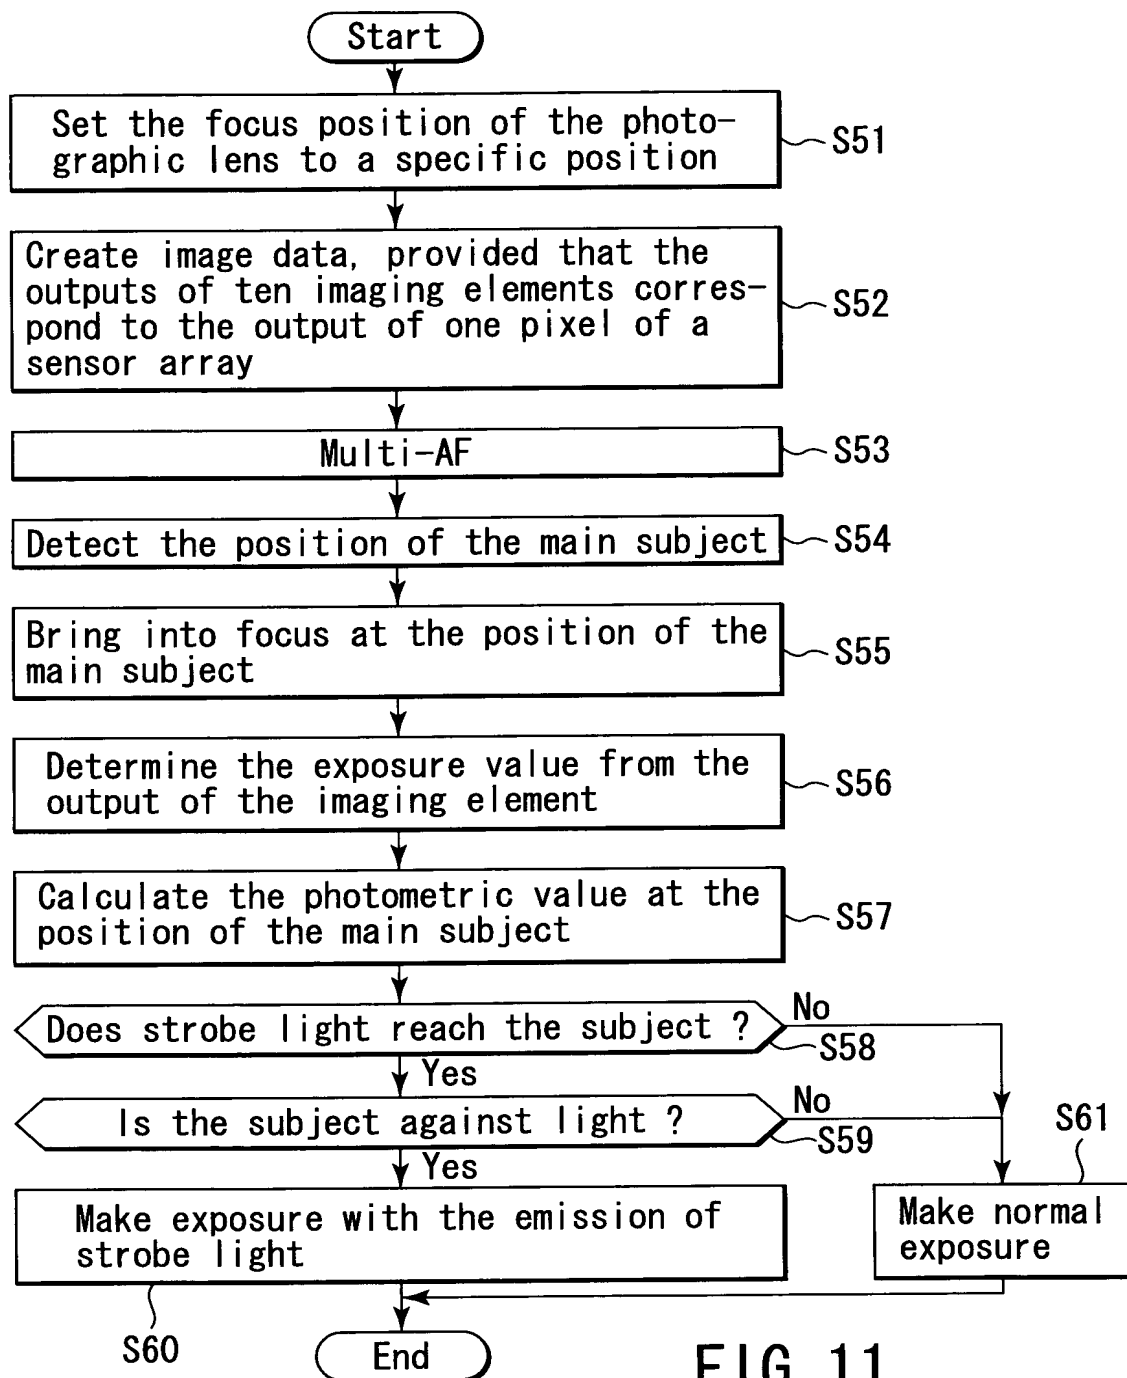 Start
Set the focus position of the photo-
graphic lens to a specific position
S51
Create image data, provided that the
outputs of ten imaging elements corres-
pond to the output of one pixel of a
sensor array
S52
Multi-AF
S53
Detect the position of the main subject
S54
Bring into focus at the position of the
main subject
S55
Determine the exposure value from the
output of the imaging element
S56
Calculate the photometric value at the
position of the main subject
S57
Does strobe light reach the subject ?
No
S58
Yes
Is the subject against light ?
No
S59
Yes
S61
Make exposure with the emission of
strobe light
Make normal
exposure
S60
End
FIG 11